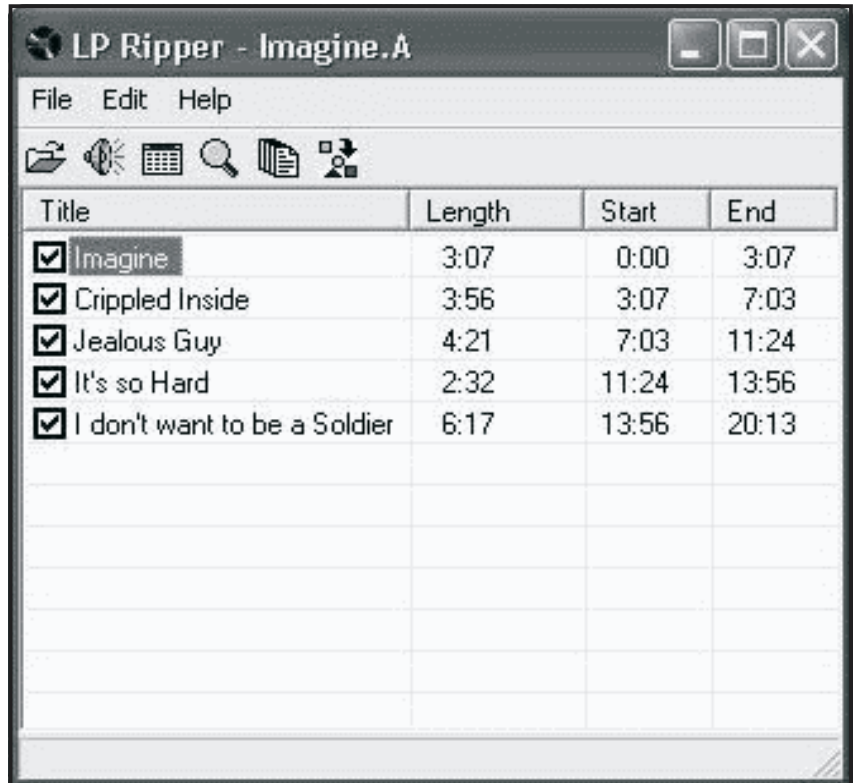 LP Ripper - Imagine.A
File Edit Help
Title Length Start End
Imagine 3:07 0:00 3:07
Crippled Inside 3:56 3:07 7:03
Jealous Guy 4:21 7:03 11:24
It's so Hard 2:32 11:24 13:56
I don't want to be a Soldier 6:17 13:56 20:13